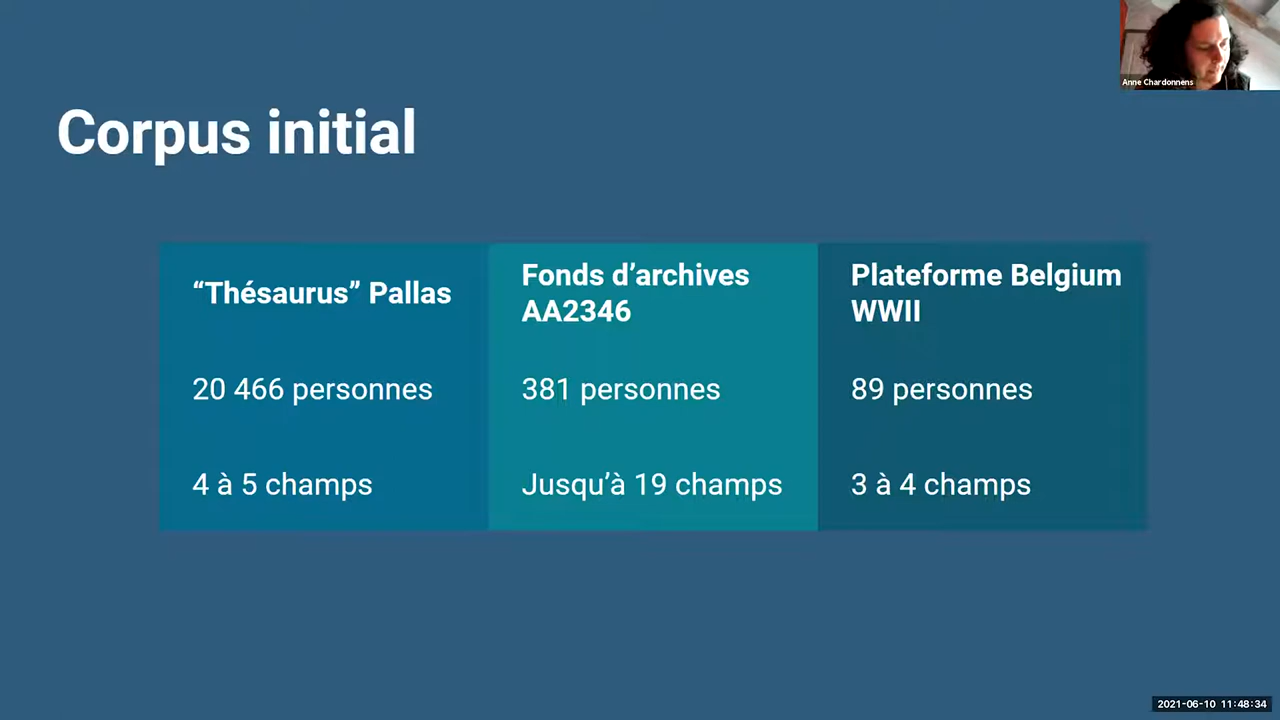 Anne Chardonnens
Corpus initial
“Thésaurus” Pallas
Fonds d’archives
AA2346
Plateforme Belgium
WWII
20 466 personnes
381 personnes
89 personnes
4 à 5 champs
Jusqu’à 19 champs
3 à 4 champs
2021-06-10 11:48:34